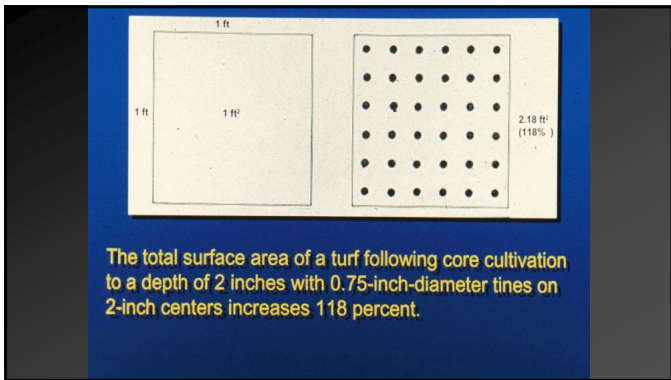 1 ft
1 ft
1 ft²
2.18 ft²
(118% )
The total surface area of a turf following core cultivation
to a depth of 2 inches with 0.75-inch-diameter tines on
2-inch centers increases 118 percent.